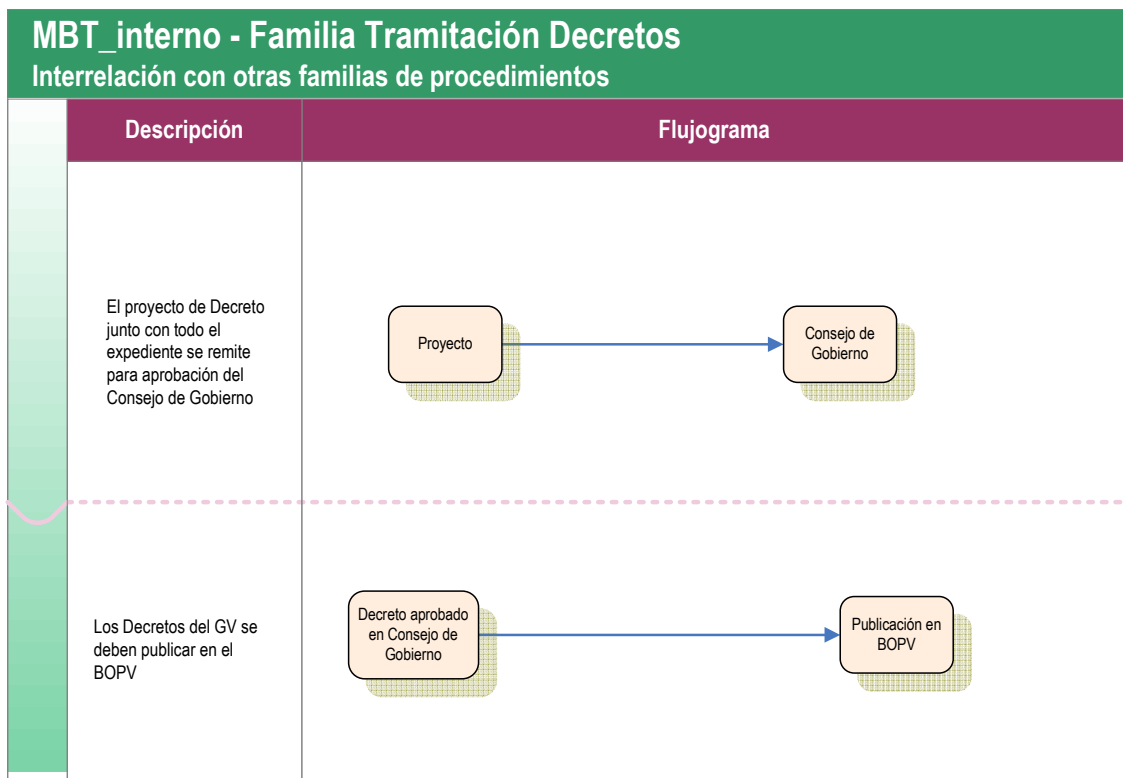 MBT_interno - Familia Tramitación Decretos
Interrelación con otras familias de procedimientos
Descripción
Flujograma
El proyecto de Decreto
junto con todo el
expediente se remite
para aprobación del
Consejo de Gobierno
Proyecto
Consejo de
Gobierno
Los Decretos del GV se
deben publicar en el
BOPV
Decreto aprobado
en Consejo de
Gobierno
Publicación en
BOPV